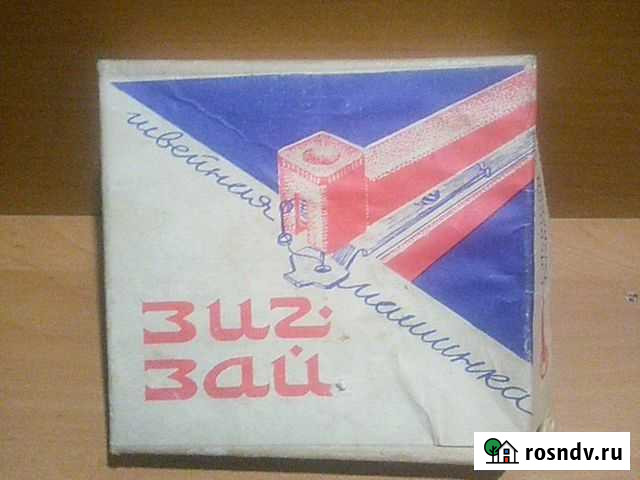 швейная
машинка
зиг-
зай
rosndv.ru